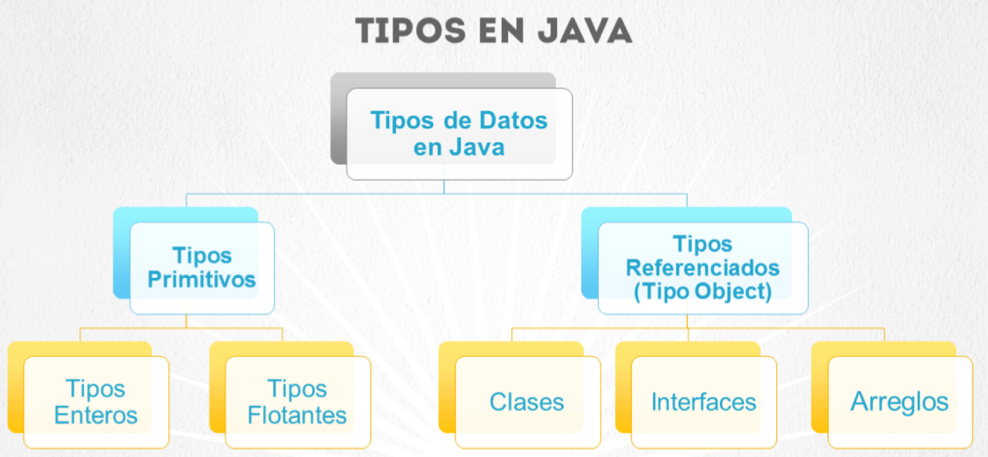 TIPOS EN JAVA
Tipos de Datos
en Java
Tipos
Primitivos
Tipos
Referenciados
(Tipo Object)
Tipos
Enteros
Tipos
Flotantes
Clases
Interfaces
Arreglos